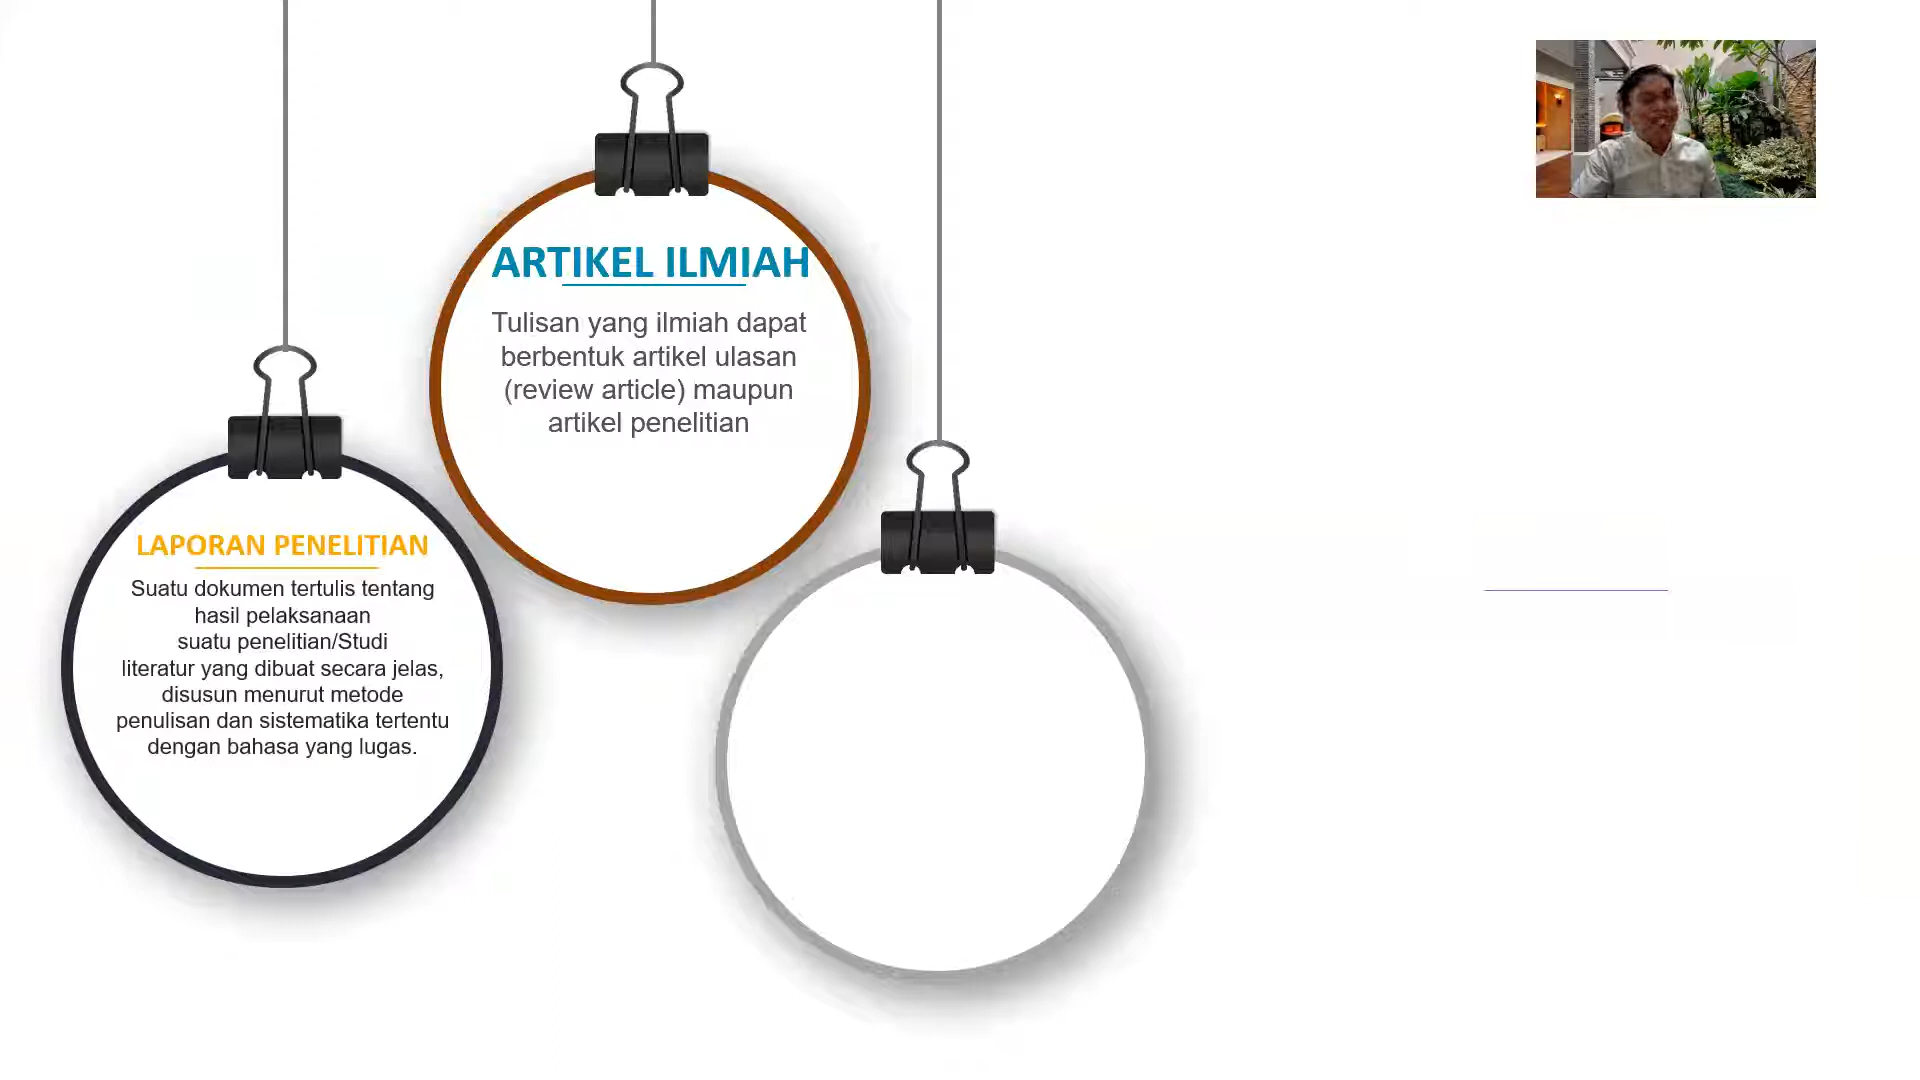 ARTIKEL ILMIAH
Tulisan yang ilmiah dapat
berbentuk artikel ulasan
(review article) maupun
artikel penelitian
LAPORAN PENELITIAN
Suatu dokumen tertulis tentang
hasil pelaksanaan
suatu penelitian/Studi
literatur yang dibuat secara jelas,
disusun menurut metode
penulisan dan sistematika tertentu
dengan bahasa yang lugas.